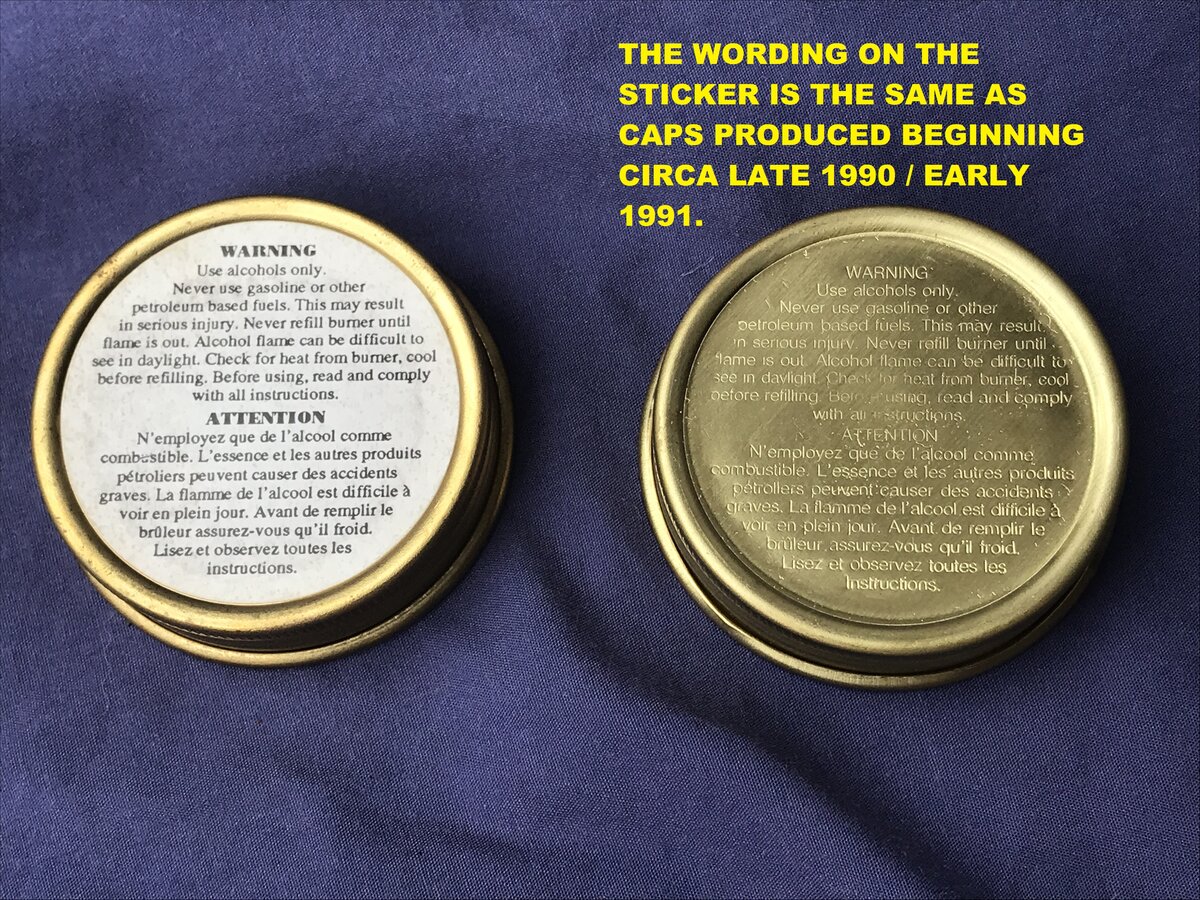 THE WORDING ON THE
STICKER IS THE SAME AS
CAPS PRODUCED BEGINNING
CIRCA LATE 1990 / EARLY
1991.
WARNING
Use alcohols only.
Never use gasoline or other
petroleum based fuels. This may result
in serious injury. Never refill burner until
flame is out. Alcohol flame can be difficult to
see in daylight. Check for heat from burner, cool
before refilling. Before using, read and comply
with all instructions.
ATTENTION
N'employez que de l'alcool comme
combustible. L'essence et les autres produits
pétroliers peuvent causer des accidents
graves. La flamme de l'alcool est difficile à
voir en plein jour. Avant de remplir le
brûleur assurez-vous qu'il froid.
Lisez et observez toutes les
instructions.
WARNING
Use alcohols only.
Never use gasoline or other
petroleum based fuels. This may result
in serious injury. Never refill burner until
flame is out. Alcohol flame can be difficult to
see in daylight. Check for heat from burner, cool
before refilling. Before using, read and comply
with all instructions.
ATTENTION
N'employez que de l'alcool comme
combustible. L'essence et les autres produits
pétroliers peuvent causer des accidents
graves. La flamme de l'alcool est difficile à
voir en plein jour. Avant de remplir le
brûleur assurez-vous qu'il froid.
Lisez et observez toutes les
instructions.